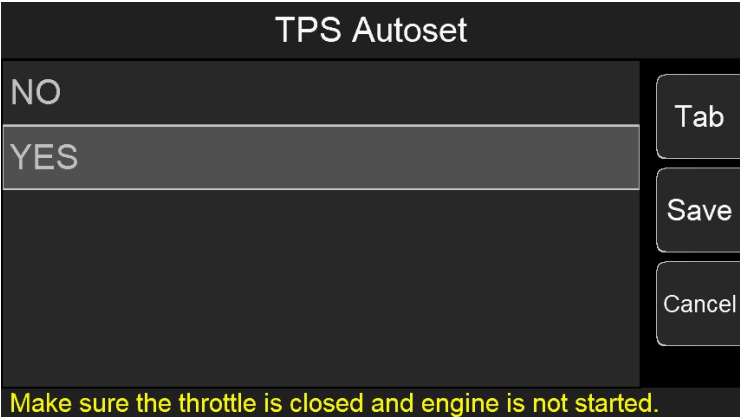 TPS Autoset
NO
YES
Tab
Save
Cancel
Make sure the throttle is closed and engine is not started.